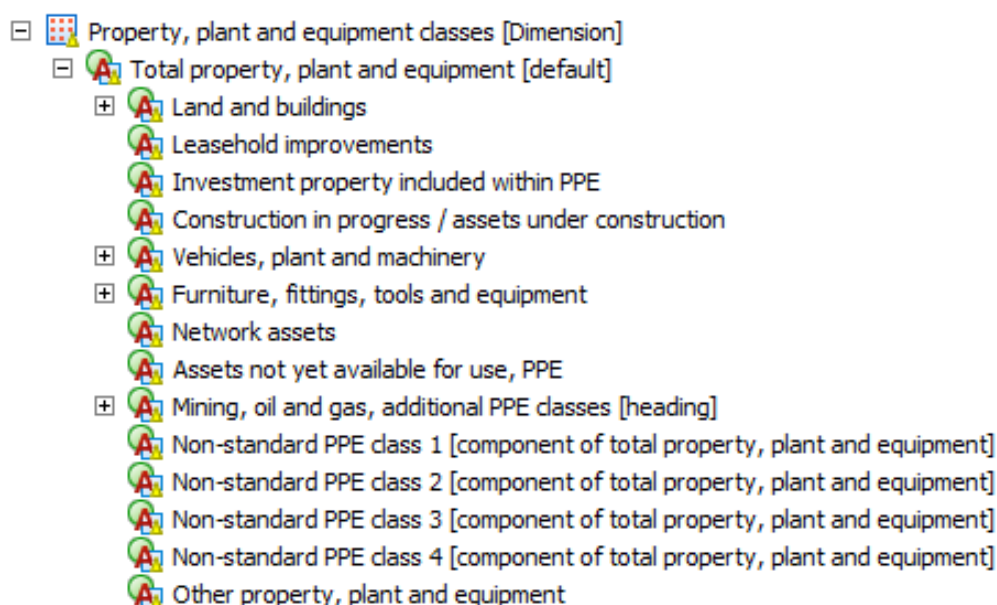 Property, plant and equipment classes [Dimension]
Total property, plant and equipment [default]
Land and buildings
Leasehold improvements
Investment property included within PPE
Construction in progress / assets under construction
Vehicles, plant and machinery
Furniture, fittings, tools and equipment
Network assets
Assets not yet available for use, PPE
Mining, oil and gas, additional PPE classes [heading]
Non-standard PPE class 1 [component of total property, plant and equipment]
Non-standard PPE class 2 [component of total property, plant and equipment]
Non-standard PPE class 3 [component of total property, plant and equipment]
Non-standard PPE class 4 [component of total property, plant and equipment]
Other property, plant and equipment